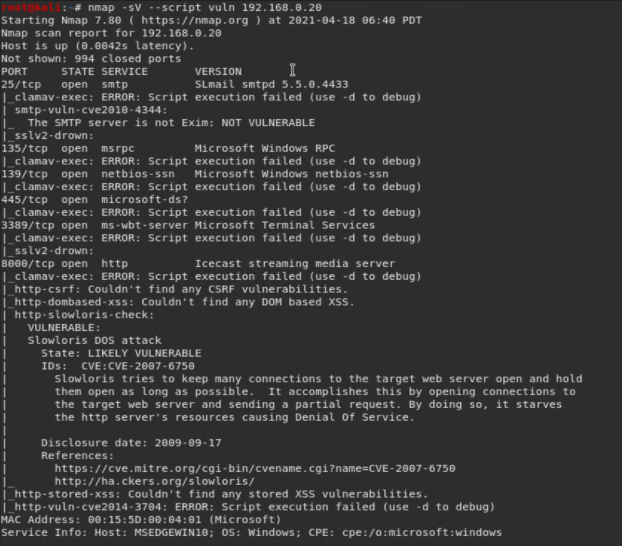 root@kali:~# nmap -sV --script vuln 192.168.0.20
Starting Nmap 7.80 ( https://nmap.org ) at 2021-04-18 06:40 PDT
Nmap scan report for 192.168.0.20
Host is up (0.0042s latency).
Not shown: 994 closed ports
PORT     STATE SERVICE       VERSION
25/tcp   open  smtp          SLmail smtpd 5.5.0.4433
|_clamav-exec: ERROR: Script execution failed (use -d to debug)
| smtp-vuln-cve2010-4344:
|_  The SMTP server is not Exim: NOT VULNERABLE
|_sslv2-drown:
135/tcp  open  msrpc         Microsoft Windows RPC
|_clamav-exec: ERROR: Script execution failed (use -d to debug)
139/tcp  open  netbios-ssn   Microsoft Windows netbios-ssn
|_clamav-exec: ERROR: Script execution failed (use -d to debug)
445/tcp  open  microsoft-ds?
|_clamav-exec: ERROR: Script execution failed (use -d to debug)
3389/tcp open  ms-wbt-server Microsoft Terminal Services
|_clamav-exec: ERROR: Script execution failed (use -d to debug)
|_sslv2-drown:
8000/tcp open  http          Icecast streaming media server
|_clamav-exec: ERROR: Script execution failed (use -d to debug)
|_http-csrf: Couldn't find any CSRF vulnerabilities.
|_http-dombased-xss: Couldn't find any DOM based XSS.
| http-slowloris-check:
|   VULNERABLE:
|   Slowloris DOS attack
|     State: LIKELY VULNERABLE
|     IDs:  CVE:CVE-2007-6750
|       Slowloris tries to keep many connections to the target web server open and hold
|       them open as long as possible.  It accomplishes this by opening connections to
|       the target web server and sending a partial request. By doing so, it starves
|       the http server's resources causing Denial Of Service.
|
|     Disclosure date: 2009-09-17
|     References:
|       https://cve.mitre.org/cgi-bin/cvename.cgi?name=CVE-2007-6750
|_      http://ha.ckers.org/slowloris/
|_http-stored-xss: Couldn't find any stored XSS vulnerabilities.
|_http-vuln-cve2014-3704: ERROR: Script execution failed (use -d to debug)
MAC Address: 00:15:5D:00:04:01 (Microsoft)
Service Info: Host: MSEDGEWIN10; OS: Windows; CPE: cpe:/o:microsoft:windows